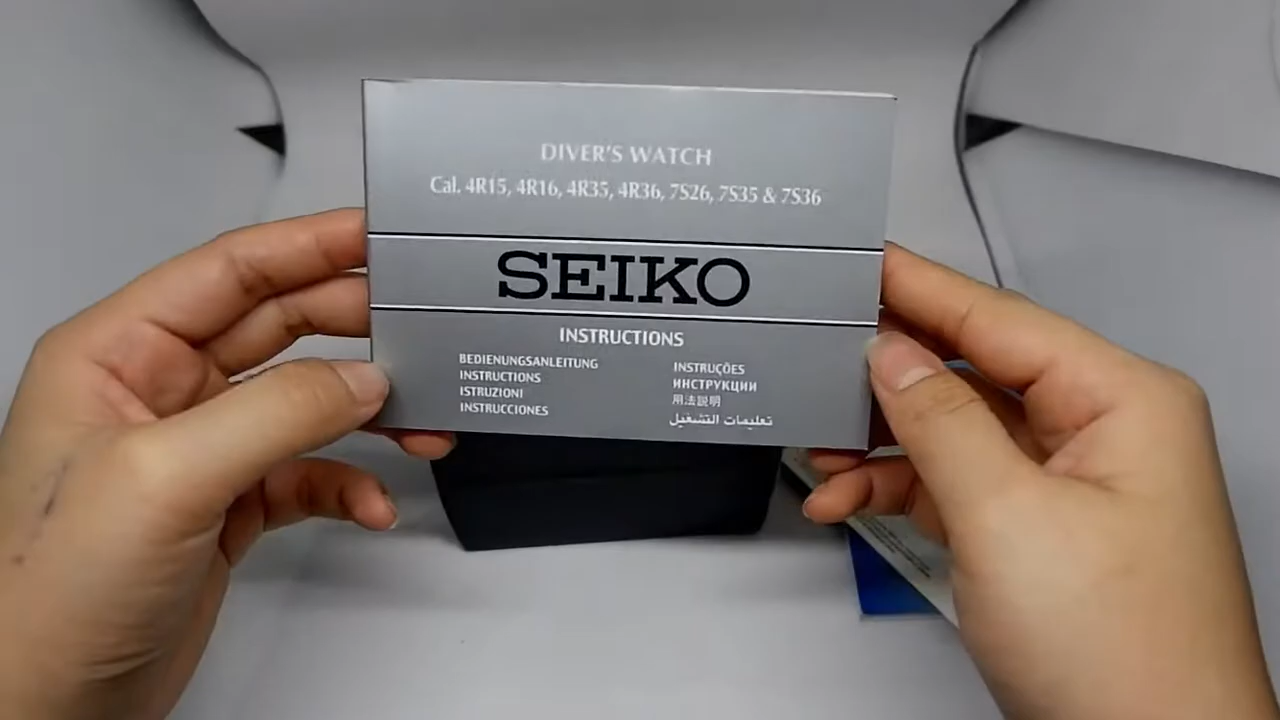 DIVER'S WATCH
Cal. 4R15, 4R16, 4R35, 4R36, 7S26, 7S35 & 7S36
SEIKO
INSTRUCTIONS
BEDIENUNGSANLEITUNG
INSTRUCTIONS
ISTRUZIONI
INSTRUCCIONES
INSTRUÇÕES
ИНСТРУКЦИИ
用法説明
تعليمات التشغيل